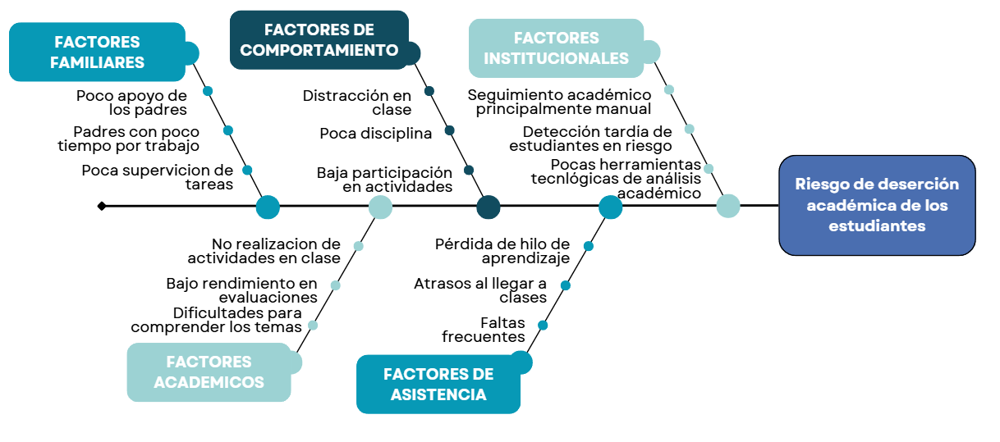 FACTORES
FAMILIARES
Poco apoyo de
los padres
Padres con poco
tiempo por trabajo
Poca supervicion de
tareas
FACTORES DE
COMPORTAMIENTO
Distracción en
clase
Poca disciplina
Baja participación
en actividades
FACTORES
INSTITUCIONALES
Seguimiento académico
principalmente manual
Detección tardía de
estudiantes en riesgo
Pocas herramientas
tecnlógicas de análisis
académico
Riesgo de deserción
académica de los
estudiantes
No realizacion de
actividades en clase
Bajo rendimiento en
evaluaciones
Dificultades para
comprender los temas
FACTORES
ACADEMICOS
Pérdida de hilo de
aprendizaje
Atrasos al llegar a
clases
Faltas
frecuentes
FACTORES DE
ASISTENCIA